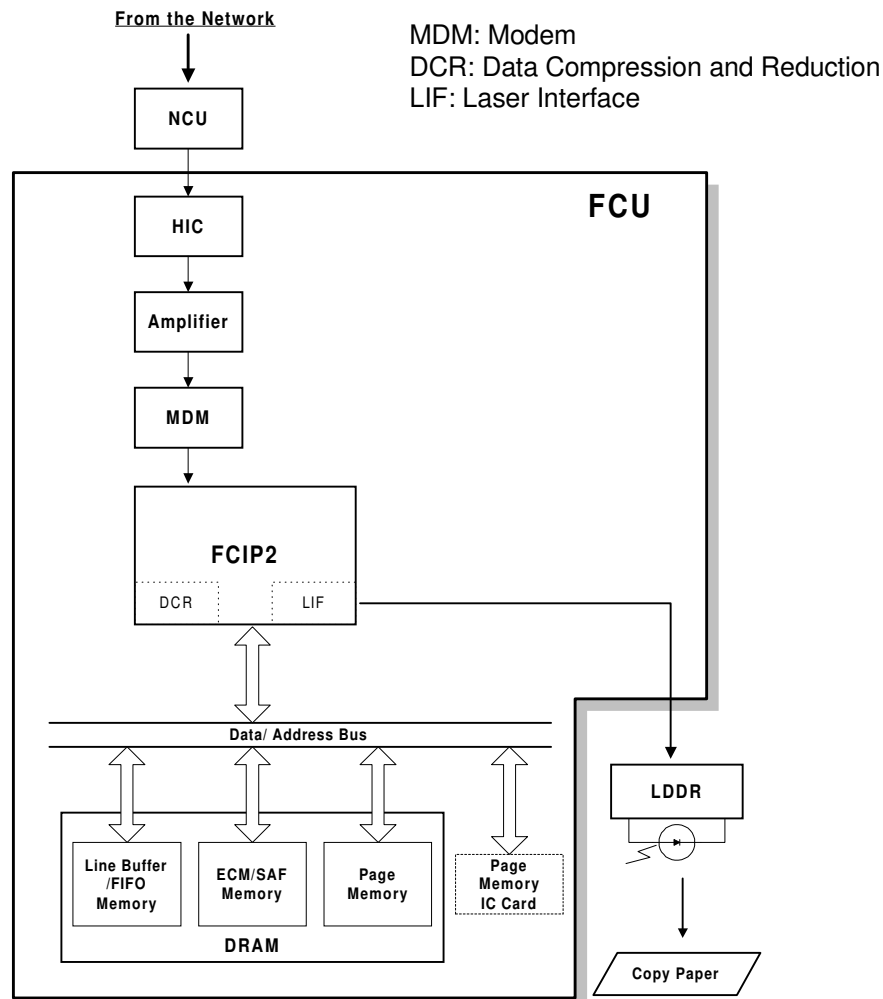 From the Network
MDM: Modem
DCR: Data Compression and Reduction
LIF: Laser Interface
NCU
FCU
HIC
Amplifier
MDM
FCIP2
DCR
LIF
Data/ Address Bus
LDDR
Line Buffer
/FIFO
Memory
ECM/SAF
Memory
Page
Memory
Page
Memory
IC Card
DRAM
Copy Paper